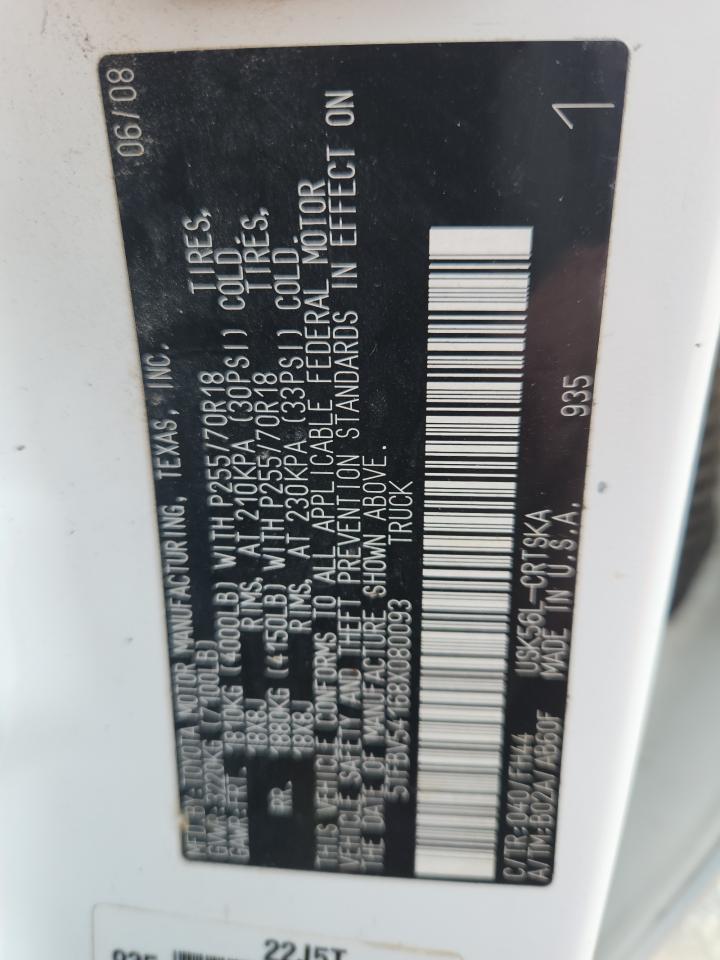 MFD.BY:TOYOTA MOTOR MANUFACTURING, TEXAS, INC. 06/08
GVWR:3220KG (7100LB)
GAWR:FRT. 1810KG (4000LB) WITH P255/70R18 TIRES,
18X8J RIMS, AT 210KPA (30PSI) COLD.
RR. 1880KG (4150LB) WITH P255/70R18 TIRES,
18X8J RIMS, AT 230KPA (33PSI) COLD.
THIS VEHICLE CONFORMS TO ALL APPLICABLE FEDERAL MOTOR
VEHICLE SAFETY AND THEFT PREVENTION STANDARDS IN EFFECT ON
THE DATE OF MANUFACTURE SHOWN ABOVE.
5TFBV54168X080093 TRUCK
C/TR:040/FH44 USK56L-CRTSKA 935 1
A/TM:B02A/AB60F MADE IN U.S.A.
935 22J5T